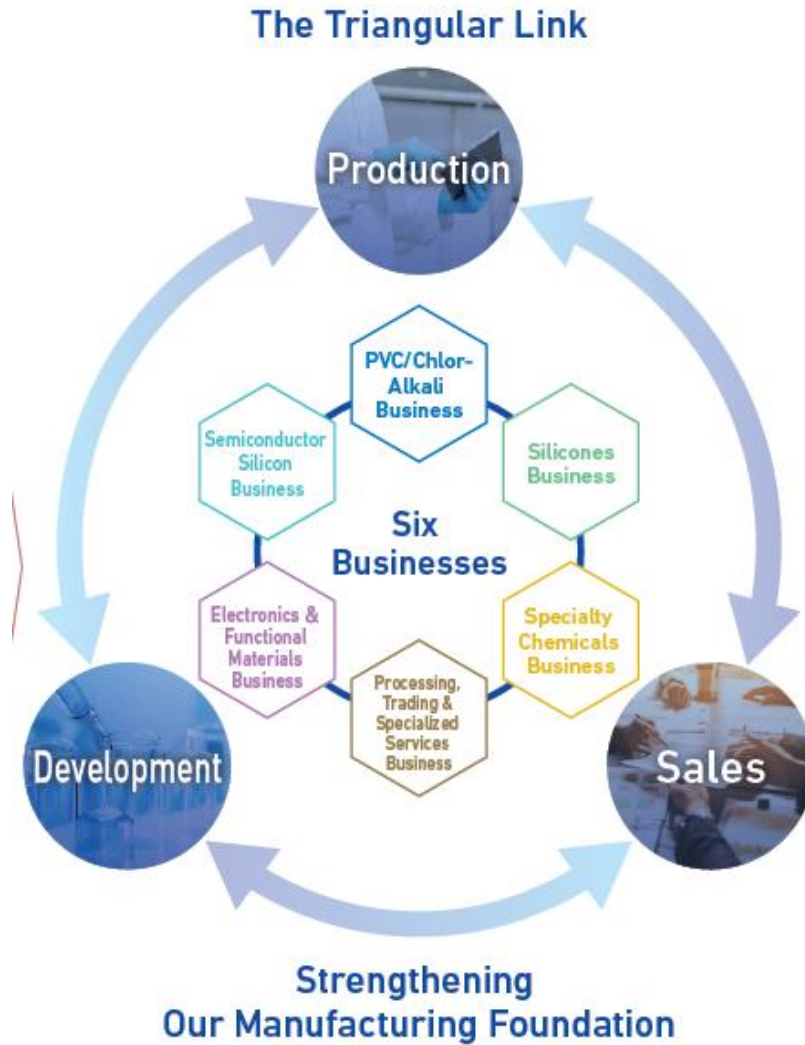 The Triangular Link
Production
PVC/Chlor-
Alkali
Business
Semiconductor
Silicon
Business
Silicones
Business
Six
Businesses
Electronics &
Functional
Materials
Business
Specialty
Chemicals
Business
Processing,
Trading &
Specialized
Services
Business
Development
Sales
Strengthening
Our Manufacturing Foundation